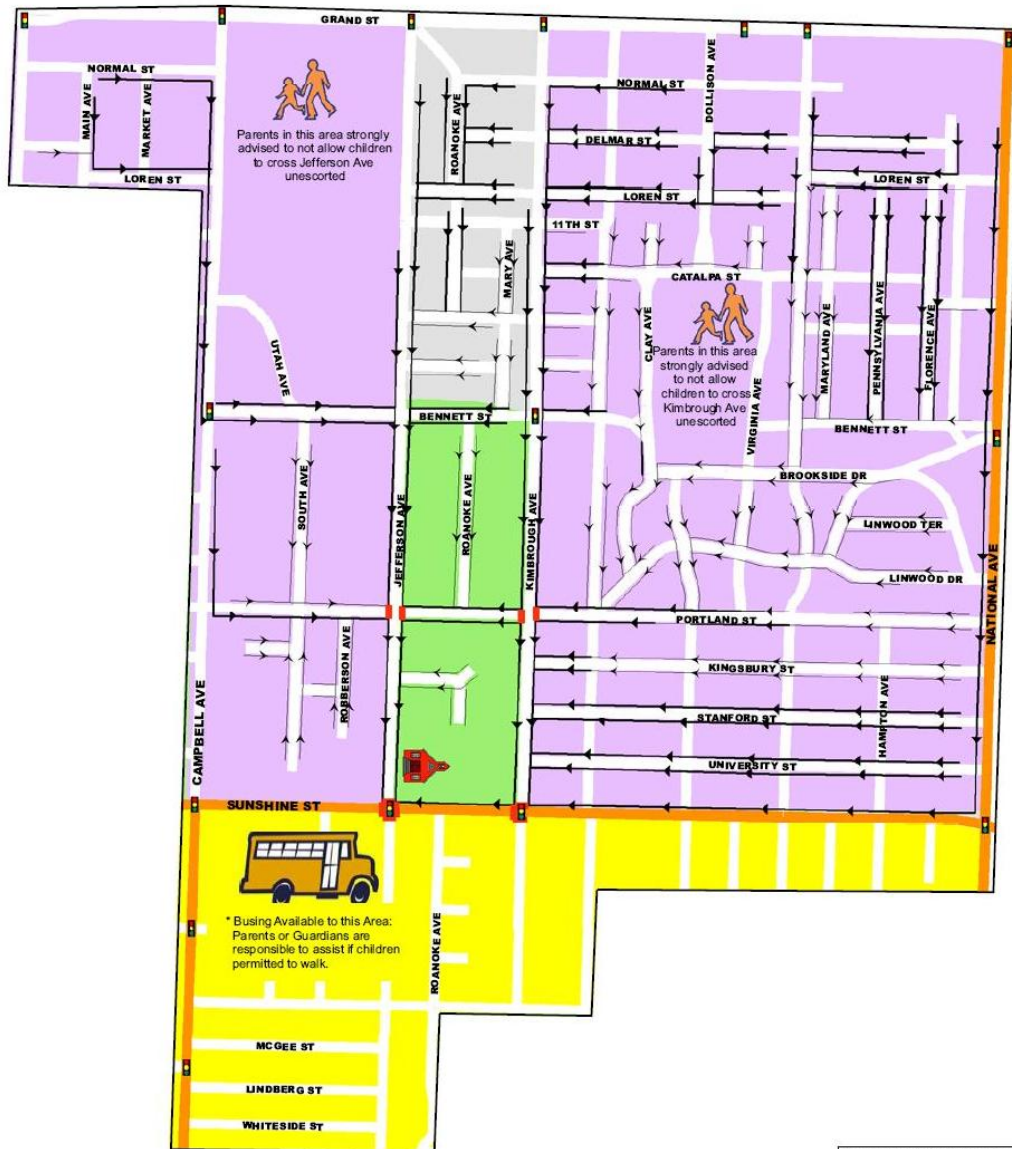 GRAND ST
NORMAL ST
MAIN AVE
MARKET AVE
LOREN ST
Parents in this area strongly
advised to not allow children
to cross Jefferson Ave
unescorted
ROANOKE AVE
NORMAL ST
DOLLISON AVE
DELMAR ST
LOREN ST
LOREN ST
11TH ST
MARY AVE
CATALPA ST
UTAH AVE
CLAY AVE
Parents in this area
strongly advised
to not allow
children to cross
Kimbrough Ave
unescorted
VIRGINIA AVE
MARYLAND AVE
PENNSYLVANIA AVE
FLORENCE AVE
BENNETT ST
BENNETT ST
SOUTH AVE
JEFFERSON AVE
ROANOKE AVE
KIMBROUGH AVE
BROOKSIDE DR
LINWOOD TER
LINWOOD DR
NATIONAL AVE
PORTLAND ST
ROBBERSON AVE
KINGSBURY ST
STANFORD ST
HAMPTON AVE
UNIVERSITY ST
CAMPBELL AVE
SUNSHINE ST
* Busing Available to this Area:
Parents or Guardians are
responsible to assist if children
permitted to walk.
ROANOKE AVE
MCGEE ST
LINDBERG ST
WHITESIDE ST